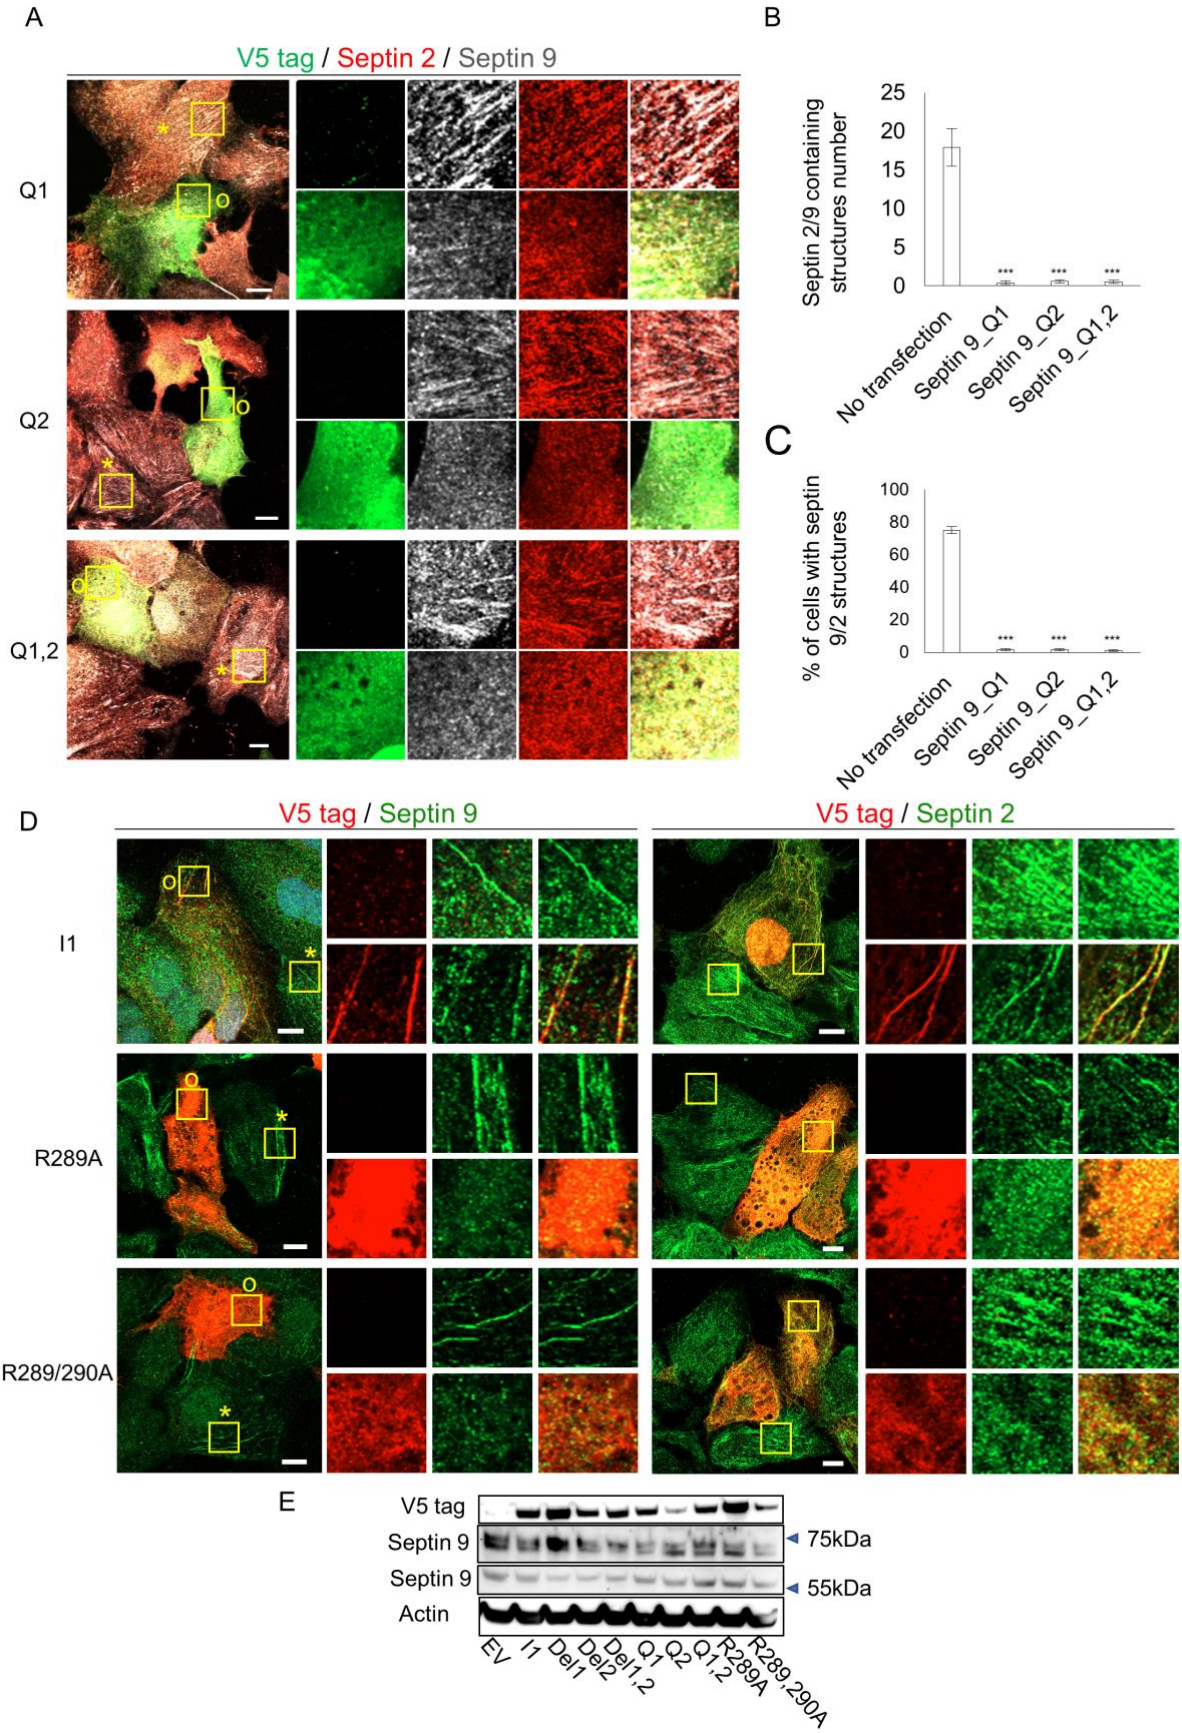 A
V5 tag / Septin 2 / Septin 9
Q1
*
o
Q2
o
*
Q1,2
o
*
B
Septin 2/9 containing
structures number
25
20
15
10
5
0
*** *** ***
No transfection
Septin 9_Q1
Septin 9_Q2
Septin 9_Q1,2
C
% of cells with septin
9/2 structures
100
80
60
40
20
0
*** *** ***
No transfection
Septin 9_Q1
Septin 9_Q2
Septin 9_Q1,2
D
V5 tag / Septin 9
V5 tag / Septin 2
I1
o
*
R289A
o
*
R289/290A
o
*
E
V5 tag
Septin 9
75kDa
Septin 9
55kDa
Actin
EV
I1
Del1
Del2
Del1,2
Q1
Q2
Q1,2
R289A
R289,290A